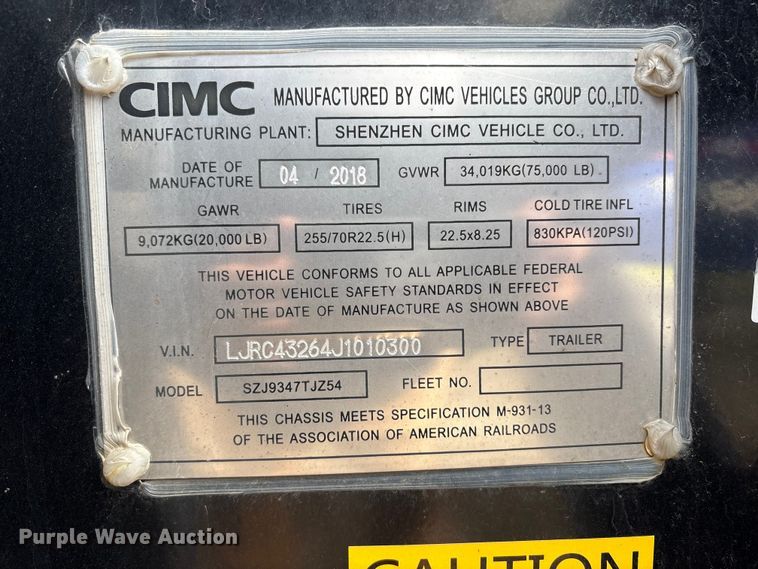 CIMC MANUFACTURED BY CIMC VEHICLES GROUP CO.,LTD.
MANUFACTURING PLANT: SHENZHEN CIMC VEHICLE CO., LTD.
DATE OF MANUFACTURE 04 / 2018 GVWR 34,019KG(75,000 LB)
GAWR TIRES RIMS COLD TIRE INFL
9,072KG(20,000 LB) 255/70R22.5(H) 22.5x8.25 830KPA(120PSI)
THIS VEHICLE CONFORMS TO ALL APPLICABLE FEDERAL
MOTOR VEHICLE SAFETY STANDARDS IN EFFECT
ON THE DATE OF MANUFACTURE AS SHOWN ABOVE
V.I.N. LJRC43264J1010300 TYPE TRAILER
MODEL SZJ9347TJZ54 FLEET NO.
THIS CHASSIS MEETS SPECIFICATION M-931-13
OF THE ASSOCIATION OF AMERICAN RAILROADS
Purple Wave Auction
CAUTION